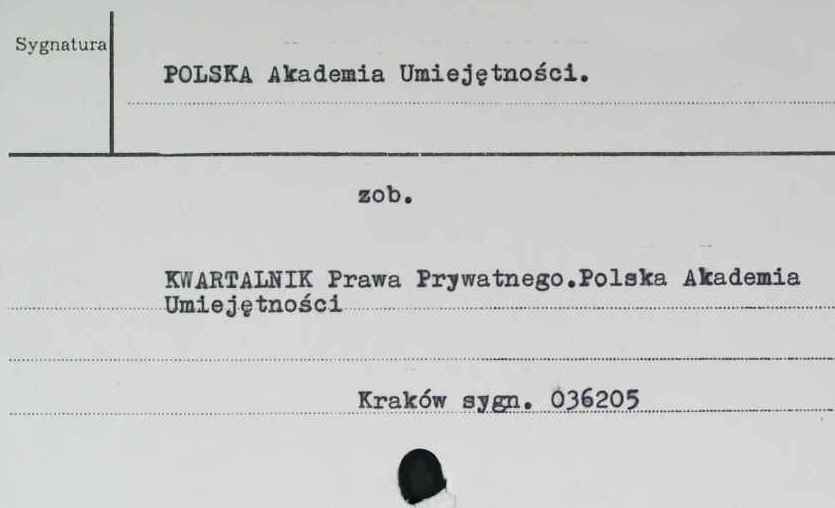 Sygnatura
POLSKA Akademia Umiejętności.
zob.
KWARTALNIK Prawa Prywatnego.Polska Akademia
Umiejętności
Kraków sygn. 036205